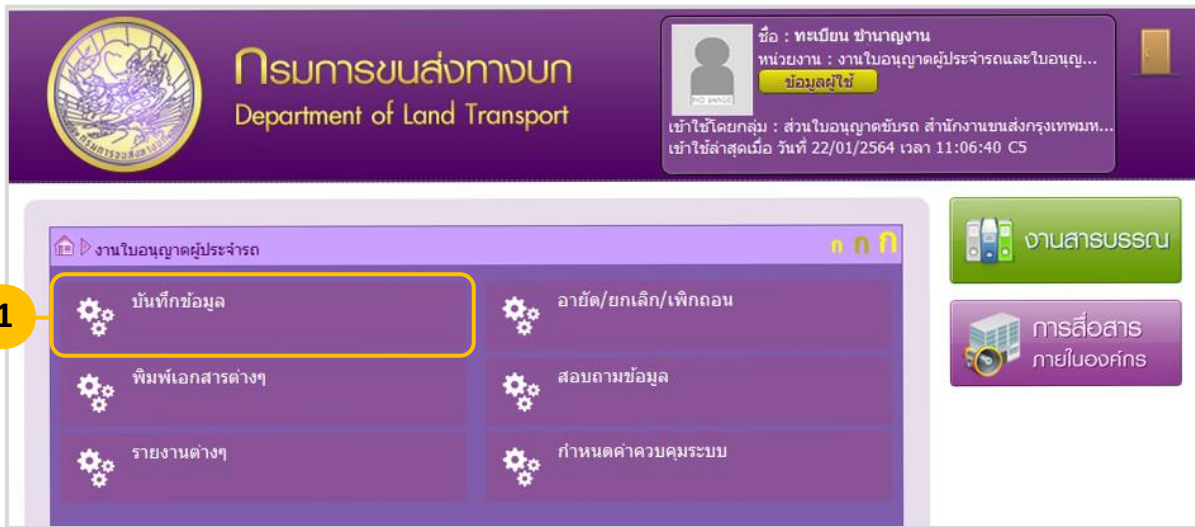 กรมการขนส่งทางบก
Department of Land Transport
ชื่อ : ทะเบียน ชำนาญงาน
หน่วยงาน : งานใบอนุญาตผู้ประจำรถและใบอนุญ...
ข้อมูลผู้ใช้
NO IMAGE
เข้าใช้โดยกลุ่ม : ส่วนใบอนุญาตขับรถ สำนักงานขนส่งกรุงเทพมห...
เข้าใช้ล่าสุดเมื่อ วันที่ 22/01/2564 เวลา 11:06:40 C5
งานใบอนุญาตผู้ประจำรถ
ก ก ก
1
บันทึกข้อมูล
อายัด/ยกเลิก/เพิกถอน
พิมพ์เอกสารต่างๆ
สอบถามข้อมูล
รายงานต่างๆ
กำหนดค่าควบคุมระบบ
งานสารบรรณ
การสื่อสาร
ภายในองค์กร